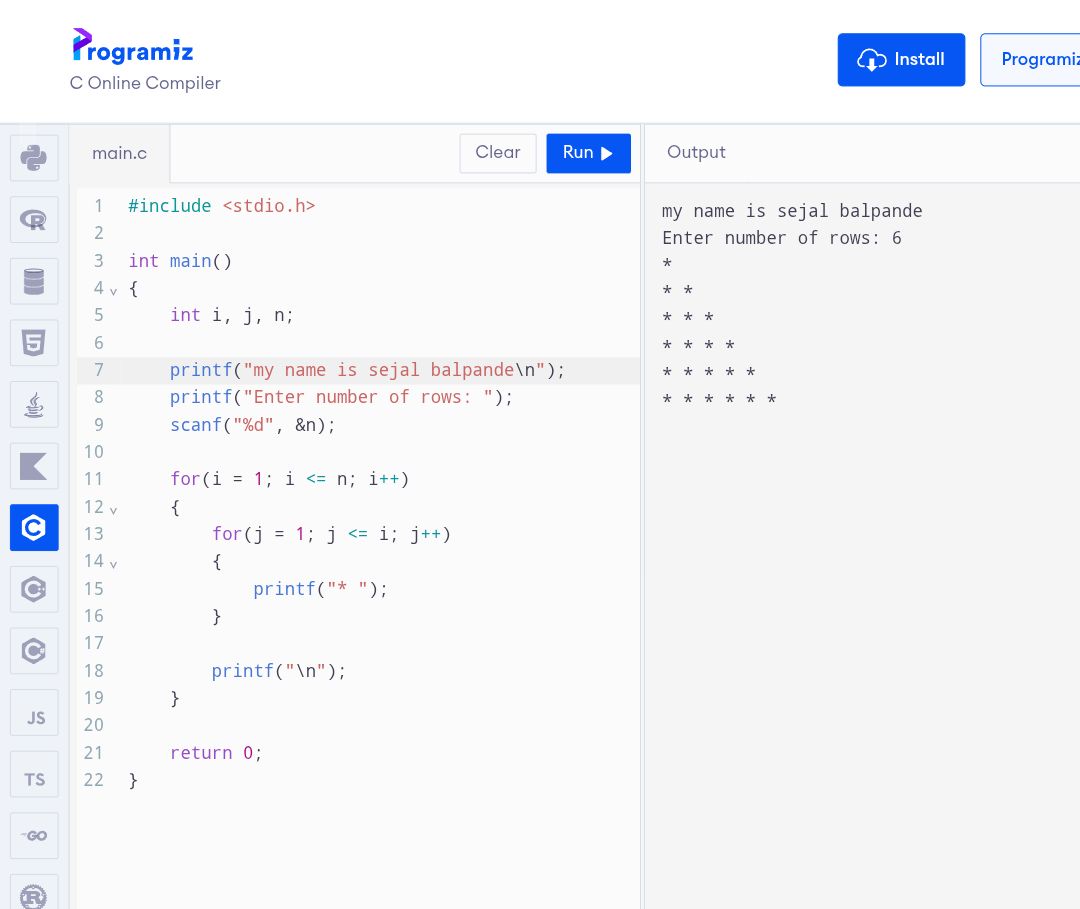 Programiz
C Online Compiler
Install
Programiz
main.c
Clear
Run
Output
1 #include <stdio.h>
2
3 int main()
4 {
5     int i, j, n;
6
7     printf("my name is sejal balpande\n");
8     printf("Enter number of rows: ");
9     scanf("%d", &n);
10
11     for(i = 1; i <= n; i++)
12     {
13         for(j = 1; j <= i; j++)
14         {
15             printf("* ");
16         }
17
18         printf("\n");
19     }
20
21     return 0;
22 }
my name is sejal balpande
Enter number of rows: 6
*
* *
* * *
* * * *
* * * * *
* * * * * *
R
5
C
C
C#
JS
TS
GO
R